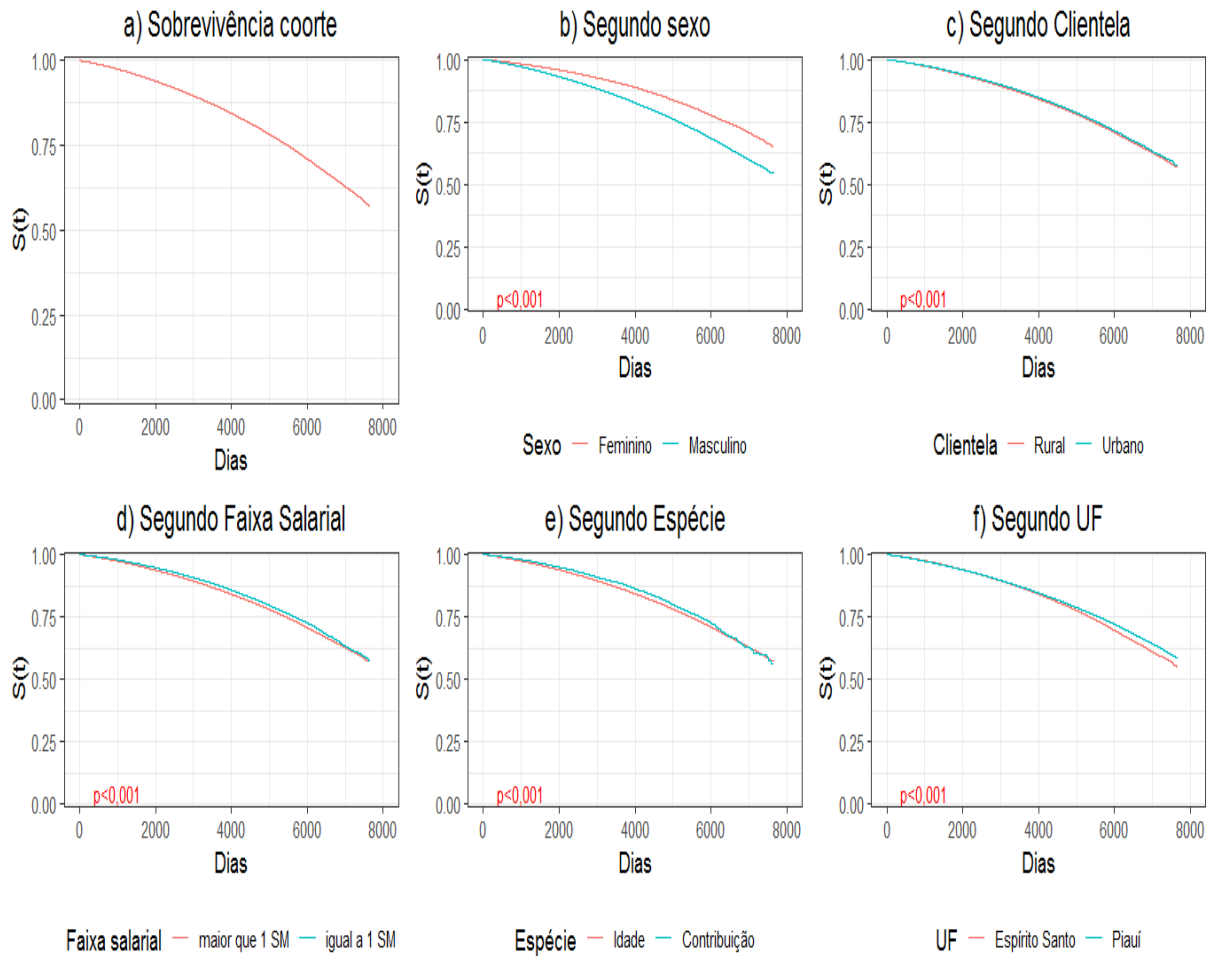 a) Sobrevivência coorte
S(t)
1.00
0.75
0.50
0.25
0.00
0 2000 4000 6000 8000
Dias
b) Segundo sexo
S(t)
1.00
0.75
0.50
0.25
0.00
p<0,001
0 2000 4000 6000 8000
Dias
Sexo Feminino Masculino
c) Segundo Clientela
S(t)
1.00
0.75
0.50
0.25
0.00
p<0,001
0 2000 4000 6000 8000
Dias
Clientela Rural Urbano
d) Segundo Faixa Salarial
S(t)
1.00
0.75
0.50
0.25
0.00
p<0,001
0 2000 4000 6000 8000
Dias
Faixa salarial maior que 1 SM igual a 1 SM
e) Segundo Espécie
S(t)
1.00
0.75
0.50
0.25
0.00
p<0,001
0 2000 4000 6000 8000
Dias
Espécie Idade Contribuição
f) Segundo UF
S(t)
1.00
0.75
0.50
0.25
0.00
p<0,001
0 2000 4000 6000 8000
Dias
UF Espírito Santo Piauí